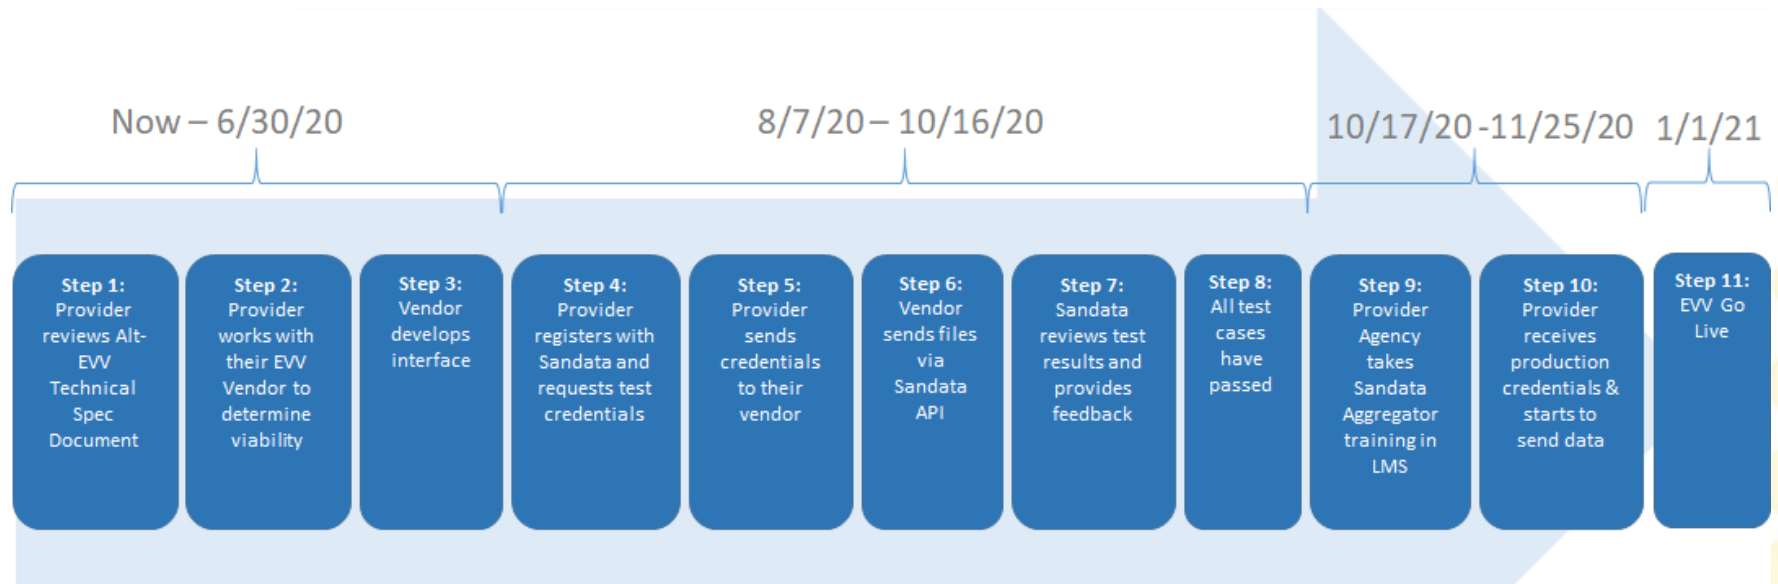 Now – 6/30/20
8/7/20 – 10/16/20
10/17/20 -11/25/20
1/1/21
Step 1:
Provider
reviews Alt-
EVV
Technical
Spec
Document
Step 2:
Provider
works with
their EVV
Vendor to
determine
viability
Step 3:
Vendor
develops
interface
Step 4:
Provider
registers with
Sandata and
requests test
credentials
Step 5:
Provider
sends
credentials
to their
vendor
Step 6:
Vendor
sends files
via
Sandata
API
Step 7:
Sandata
reviews test
results and
provides
feedback
Step 8:
All test
cases
have
passed
Step 9:
Provider
Agency
takes
Sandata
Aggregator
training in
LMS
Step 10:
Provider
receives
production
credentials &
starts to
send data
Step 11:
EVV Go
Live